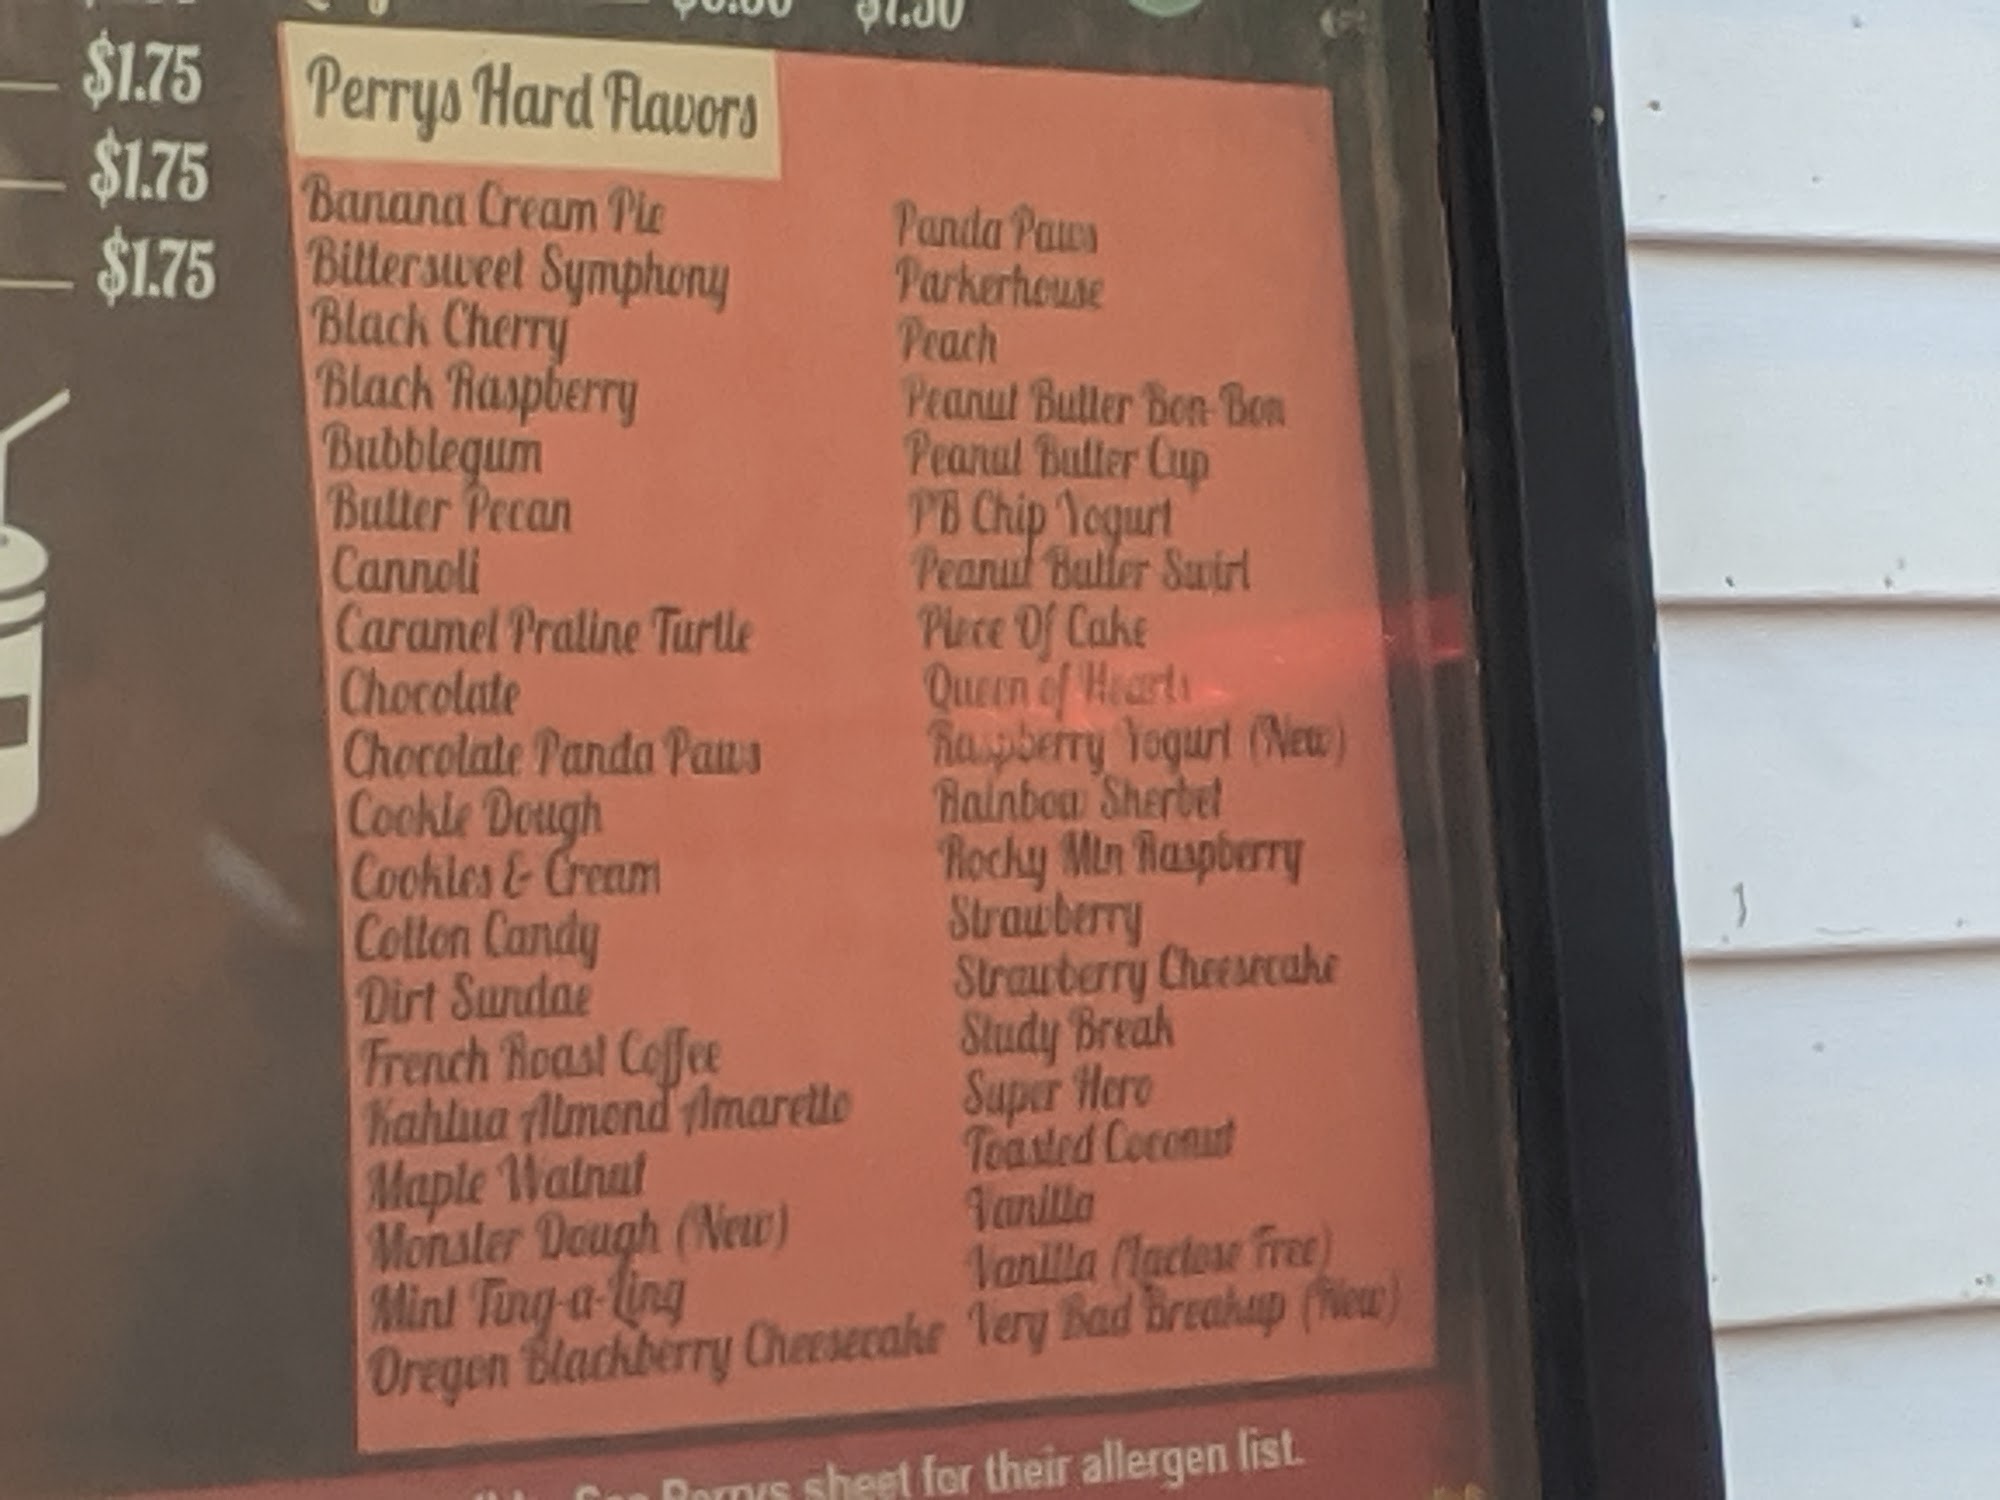 $1.75
$1.75
$1.75
$1.50
Perrys Hard Flavors
Banana Cream Pie
Bittersweet Symphony
Black Cherry
Black Raspberry
Bubblegum
Butter Pecan
Cannoli
Caramel Praline Turtle
Chocolate
Chocolate Panda Paws
Cookie Dough
Cookies & Cream
Cotton Candy
Dirt Sundae
French Roast Coffee
Kahlua Almond Amaretto
Maple Walnut
Monster Dough (New)
Mint Ting-a-Ling
Oregon Blackberry Cheesecake
Panda Paws
Parkerhouse
Peach
Peanut Butter Bon-Bon
Peanut Butter Cup
PB Chip Yogurt
Peanut Butter Swirl
Piece Of Cake
Queen of Hearts
Raspberry Yogurt (New)
Rainbow Sherbet
Rocky Mtn Raspberry
Strawberry
Strawberry Cheesecake
Study Break
Super Hero
Toasted Coconut
Vanilla
Vanilla (lactose Free)
Very Bad Breakup (New)
See Perrys sheet for their allergen list.